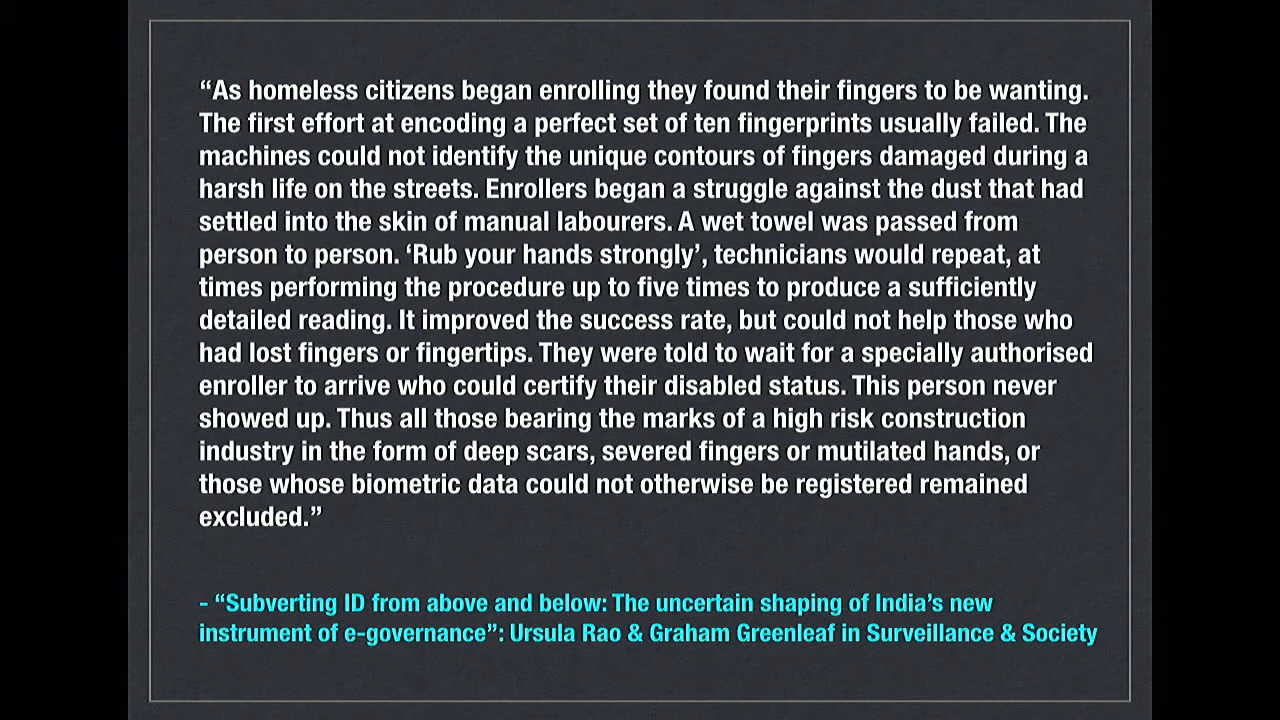 “As homeless citizens began enrolling they found their fingers to be wanting.
The first effort at encoding a perfect set of ten fingerprints usually failed. The
machines could not identify the unique contours of fingers damaged during a
harsh life on the streets. Enrollers began a struggle against the dust that had
settled into the skin of manual labourers. A wet towel was passed from
person to person. ‘Rub your hands strongly’, technicians would repeat, at
times performing the procedure up to five times to produce a sufficiently
detailed reading. It improved the success rate, but could not help those who
had lost fingers or fingertips. They were told to wait for a specially authorised
enroller to arrive who could certify their disabled status. This person never
showed up. Thus all those bearing the marks of a high risk construction
industry in the form of deep scars, severed fingers or mutilated hands, or
those whose biometric data could not otherwise be registered remained
excluded.”
- “Subverting ID from above and below: The uncertain shaping of India’s new
instrument of e-governance”: Ursula Rao & Graham Greenleaf in Surveillance & Society